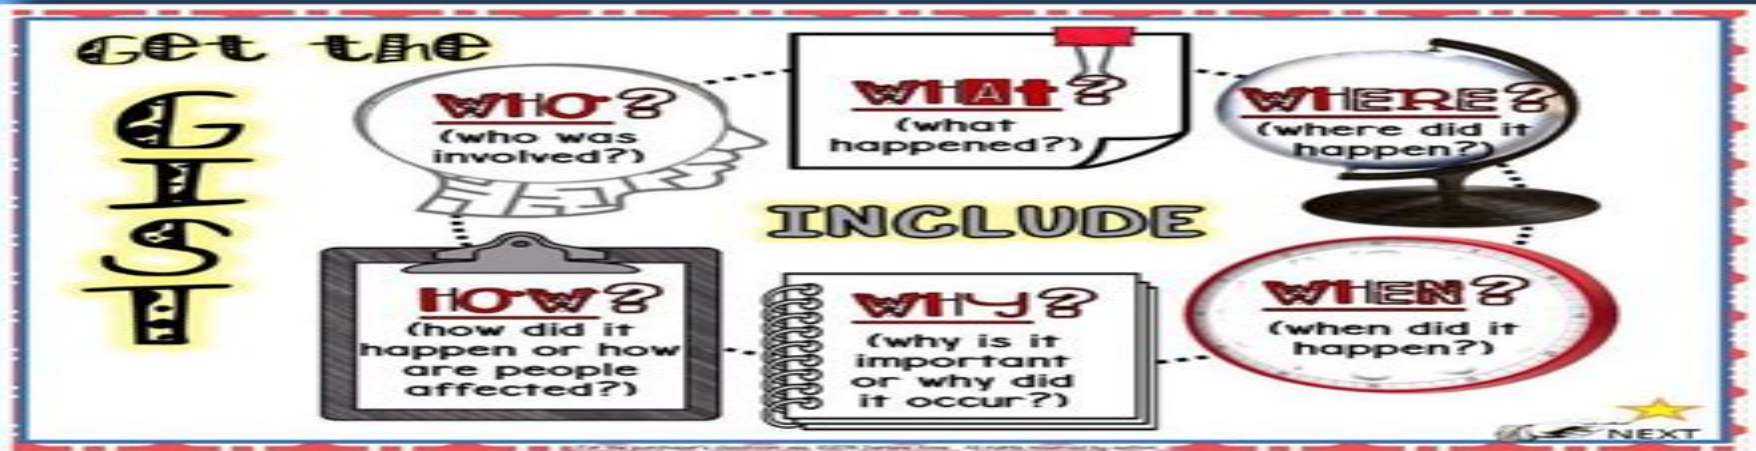 Get the
GIST
WHO?
(who was
involved?)
WHAt?
(what
happened?)
WHERE?
(where did it
happen?)
INCLUDE
HOW?
(how did it
happen or how
are people
affected?)
WHY?
(why is it
important
or why did
it occur?)
WHEN?
(when did it
happen?)
NEXT